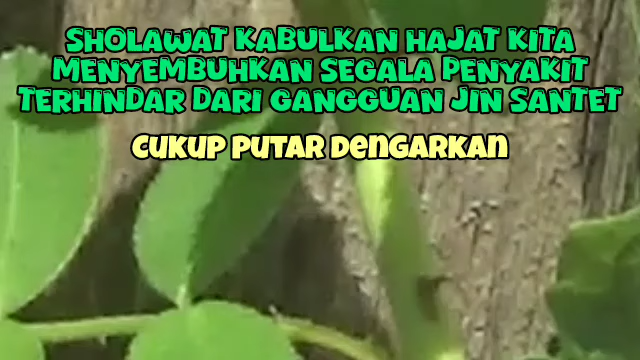 SHOLAWAT KABULKAN HAJAT KITA
MENYEMBUHKAN SEGALA PENYAKIT
TERHINDAR DARI GANGGUAN JIN SANTET
CUKUP PUTAR DENGARKAN